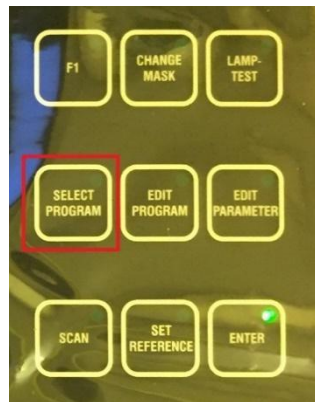 F1
CHANGE
MASK
LAMP-
TEST
SELECT
PROGRAM
EDIT
PROGRAM
EDIT
PARAMETER
SCAN
SET
REFERENCE
ENTER